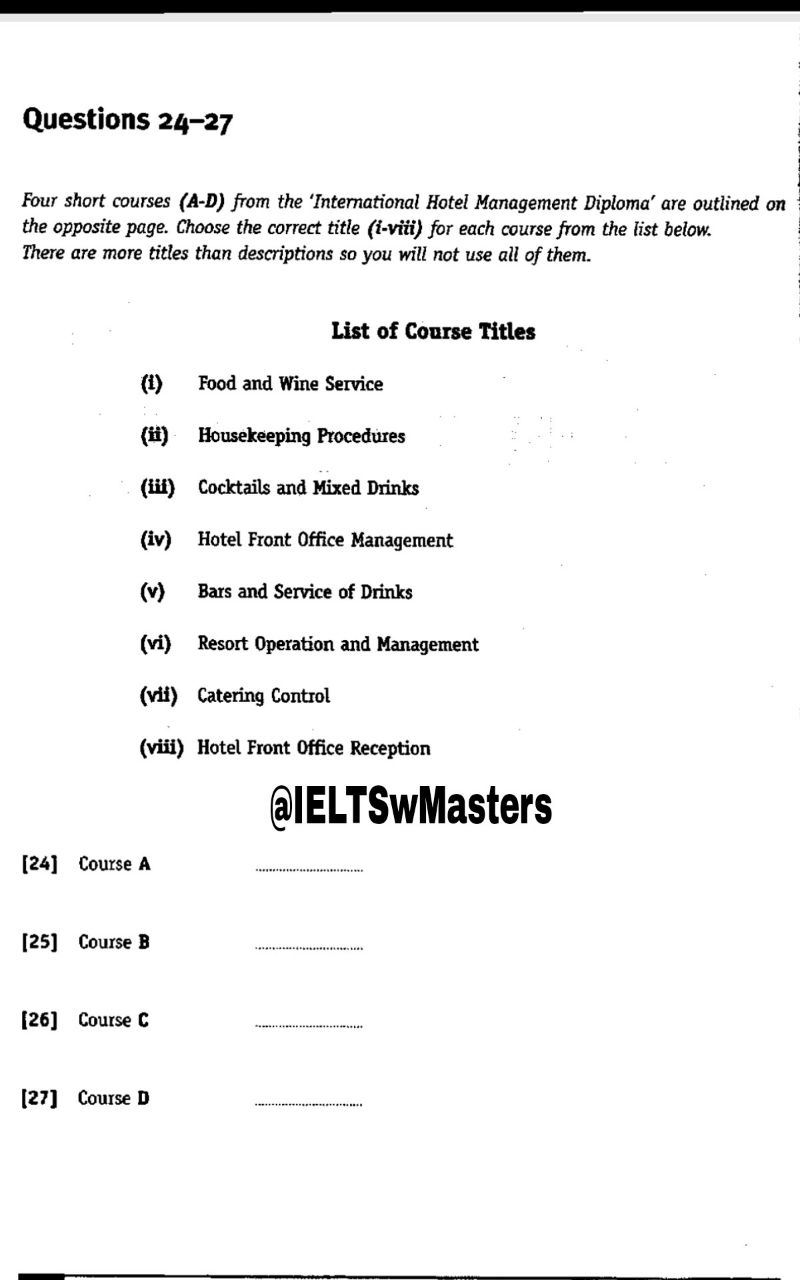 Questions 24–27
Four short courses (A-D) from the ‘International Hotel Management Diploma’ are outlined on
the opposite page. Choose the correct title (i-viii) for each course from the list below.
There are more titles than descriptions so you will not use all of them.
List of Course Titles
(i) Food and Wine Service
(ii) Housekeeping Procedures
(iii) Cocktails and Mixed Drinks
(iv) Hotel Front Office Management
(v) Bars and Service of Drinks
(vi) Resort Operation and Management
(vii) Catering Control
(viii) Hotel Front Office Reception
@IELTSwMasters
[24] Course A ..............................
[25] Course B ..............................
[26] Course C ..............................
[27] Course D ..............................